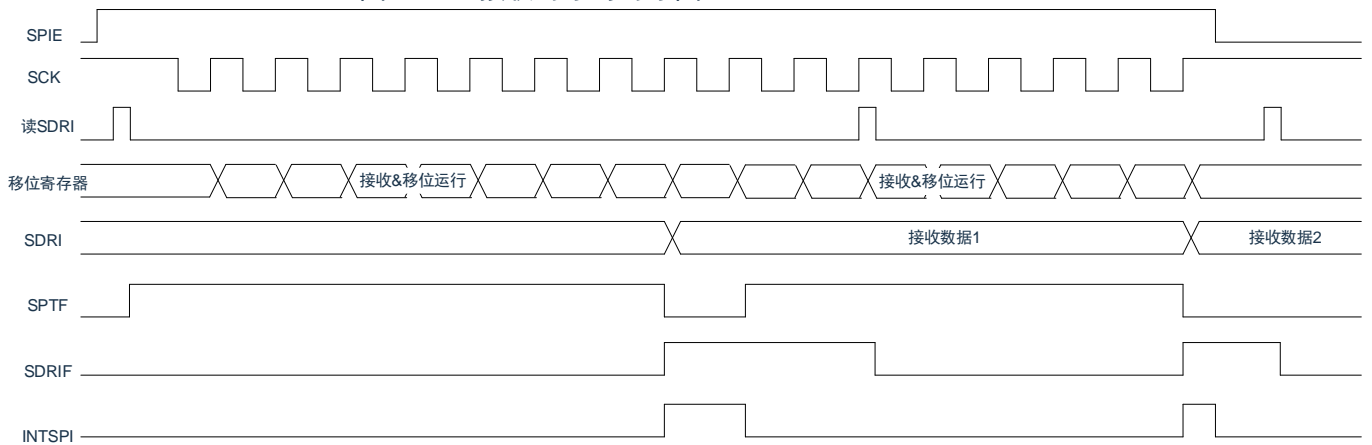 SPIE
SCK
读SDRI
移位寄存器
接收&移位运行
接收&移位运行
SDRI
接收数据1
接收数据2
SPTF
SDRIF
INTSPI